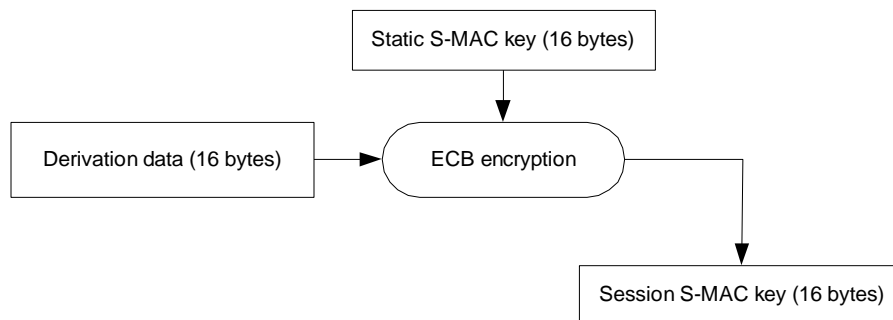 Static S-MAC key (16 bytes)
Derivation data (16 bytes)
ECB encryption
Session S-MAC key (16 bytes)